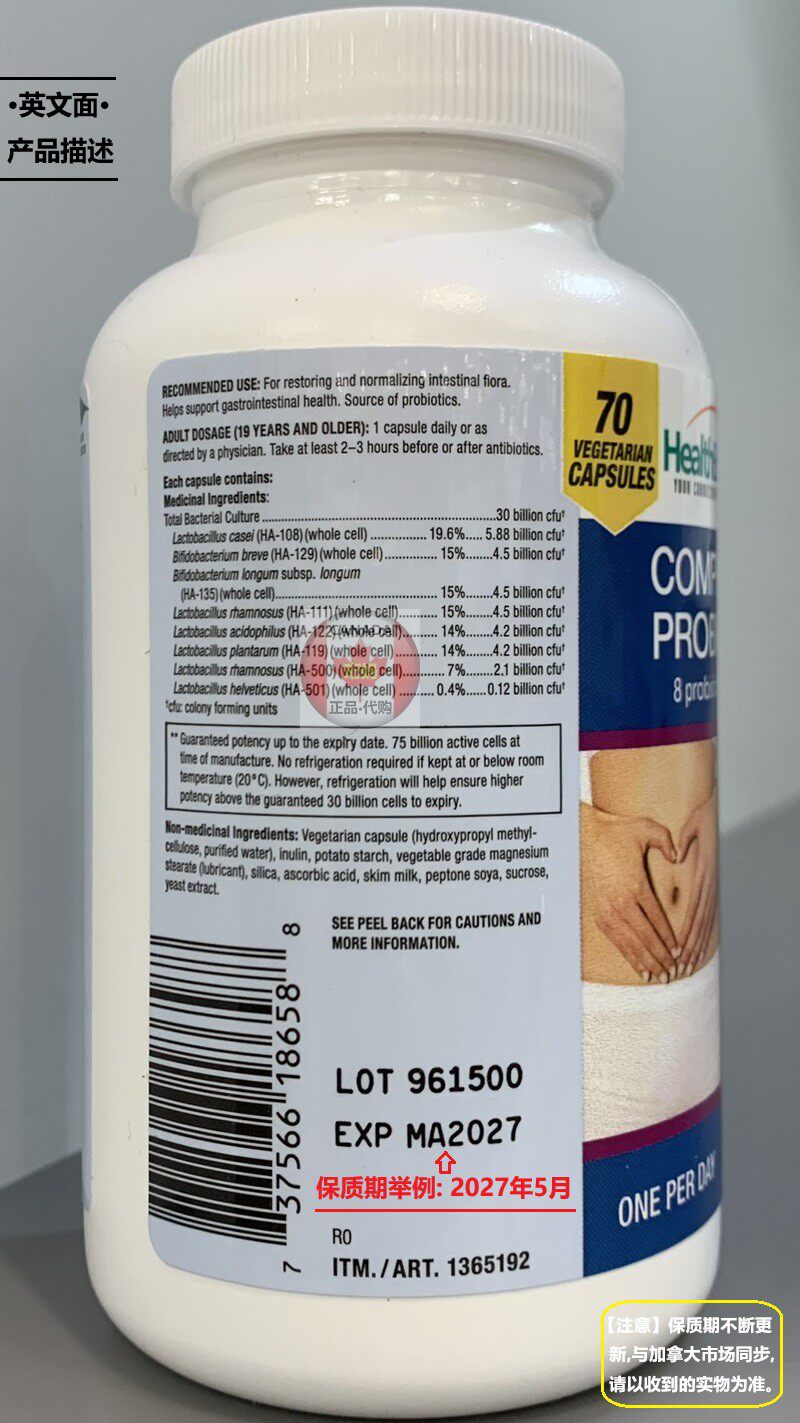 ·英文面·
产品描述
RECOMMENDED USE: For restoring and normalizing intestinal flora.
Helps support gastrointestinal health. Source of probiotics.
ADULT DOSAGE (19 YEARS AND OLDER): 1 capsule daily or as
directed by a physician. Take at least 2–3 hours before or after antibiotics.
Each capsule contains:
Medicinal Ingredients:
Total Bacterial Culture ........ 30 billion cfu†
Lactobacillus casei (HA-108) (whole cell) ........ 19.6% ..... 5.88 billion cfu†
Bifidobacterium breve (HA-129) (whole cell) ........ 15% ....... 4.5 billion cfu†
Bifidobacterium longum subsp. longum
(HA-135) (whole cell) ........ 15% ....... 4.5 billion cfu†
Lactobacillus rhamnosus (HA-111) (whole cell) ........ 15% ....... 4.5 billion cfu†
Lactobacillus acidophilus (HA-122) (whole cell) ........ 14% ....... 4.2 billion cfu†
Lactobacillus plantarum (HA-119) (whole cell) ........ 14% ....... 4.2 billion cfu†
Lactobacillus rhamnosus (HA-500) (whole cell) ........ 7% ....... 2.1 billion cfu†
Lactobacillus helveticus (HA-501) (whole cell) ........ 0.4% ..... 0.12 billion cfu†
†cfu: colony forming units
CANADA
正品·代购
** Guaranteed potency up to the expiry date. 75 billion active cells at
time of manufacture. No refrigeration required if kept at or below room
temperature (20°C). However, refrigeration will help ensure higher
potency above the guaranteed 30 billion cells to expiry.
Non-medicinal Ingredients: Vegetarian capsule (hydroxypropyl methyl-
cellulose, purified water), inulin, potato starch, vegetable grade magnesium
stearate (lubricant), silica, ascorbic acid, skim milk, peptone soya, sucrose,
yeast extract.
SEE PEEL BACK FOR CAUTIONS AND
MORE INFORMATION.
7 37566 18658 8
LOT 961500
EXP MA2027
保质期举例: 2027年5月
R0
ITM./ART. 1365192
70
VEGETARIAN
CAPSULES
Health
YOUR
COMP
PROB
8 probio
ONE PER DAY
【注意】保质期不断更
新,与加拿大市场同步,
请以收到的实物为准。